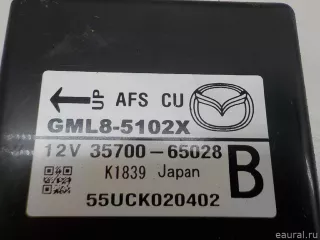 ← UP AFS CU
GML8-5102X
12V 35700-65028
B
K1839 Japan
55UCK020402
eaural.ru